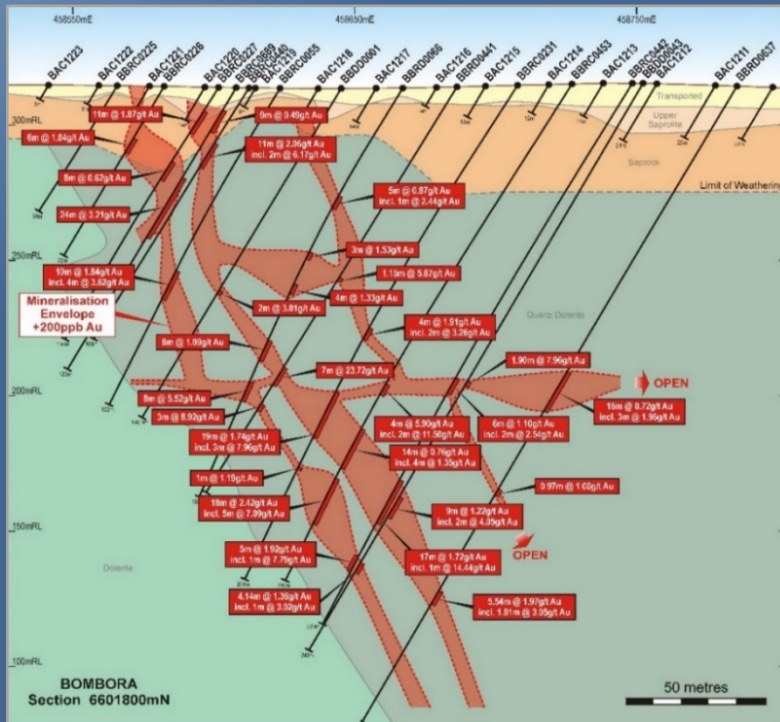 458550mE
458650mE
458750mE
BAC1223
BAC1222
BBRC0225
BAC1221
BBRC0226
BAC1220
BBRC0227
BBRC0055
BAC1218
BBDD0001
BAC1217
BBRD0066
BAC1216
BBRD0441
BAC1215
BBRC0231
BAC1214
BBRC0453
BAC1213
BBRC0442
BAC1212
BAC1211
Transported
Upper
Saprolite
Saprock
Limit of Weathering
300mRL
250mRL
200mRL
150mRL
100mRL
11m @ 1.87g/t Au
9m @ 0.49g/t Au
6m @ 1.84g/t Au
11m @ 2.06g/t Au
incl. 2m @ 6.17g/t Au
8m @ 0.62g/t Au
5m @ 0.87g/t Au
incl. 1m @ 2.44g/t Au
24m @ 3.21g/t Au
3m @ 1.53g/t Au
1.15m @ 5.87g/t Au
10m @ 1.84g/t Au
incl. 4m @ 3.62g/t Au
4m @ 1.33g/t Au
2m @ 3.01g/t Au
Mineralisation
Envelope
+200ppb Au
4m @ 1.91g/t Au
incl. 2m @ 3.26g/t Au
Quartz Dolerite
8m @ 1.09g/t Au
1.90m @ 7.96g/t Au
7m @ 23.72g/t Au
OPEN
8m @ 5.52g/t Au
16m @ 0.72g/t Au
incl. 3m @ 1.96g/t Au
3m @ 8.92g/t Au
4m @ 5.90g/t Au
incl. 2m @ 11.50g/t Au
6m @ 1.10g/t Au
incl. 2m @ 2.54g/t Au
19m @ 1.74g/t Au
incl. 3m @ 7.96g/t Au
14m @ 0.76g/t Au
incl. 4m @ 1.35g/t Au
1m @ 1.19g/t Au
0.97m @ 1.68g/t Au
18m @ 2.42g/t Au
incl. 5m @ 7.09g/t Au
9m @ 1.22g/t Au
incl. 2m @ 4.05g/t Au
OPEN
5m @ 1.92g/t Au
incl. 1m @ 7.79g/t Au
17m @ 1.72g/t Au
incl. 1m @ 14.44g/t Au
Dolerite
4.14m @ 1.36g/t Au
incl. 1m @ 3.02g/t Au
5.54m @ 1.97g/t Au
incl. 1.81m @ 3.95g/t Au
BOMBORA
Section 6601800mN
50 metres